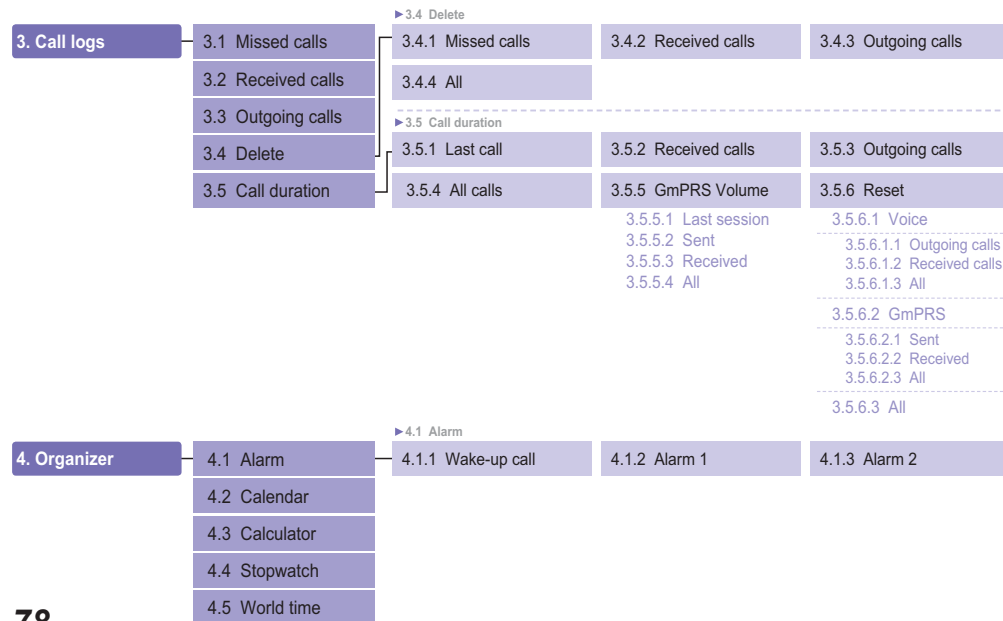 ►3.4 Delete
3. Call logs
3.1 Missed calls
3.4.1 Missed calls
3.4.2 Received calls
3.4.3 Outgoing calls
3.2 Received calls
3.4.4 All
3.3 Outgoing calls
►3.5 Call duration
3.4 Delete
3.5.1 Last call
3.5.2 Received calls
3.5.3 Outgoing calls
3.5 Call duration
3.5.4 All calls
3.5.5 GmPRS Volume
3.5.6 Reset
3.5.5.1 Last session
3.5.5.2 Sent
3.5.5.3 Received
3.5.5.4 All
3.5.6.1 Voice
3.5.6.1.1 Outgoing calls
3.5.6.1.2 Received calls
3.5.6.1.3 All
3.5.6.2 GmPRS
3.5.6.2.1 Sent
3.5.6.2.2 Received
3.5.6.2.3 All
3.5.6.3 All
►4.1 Alarm
4. Organizer
4.1 Alarm
4.1.1 Wake-up call
4.1.2 Alarm 1
4.1.3 Alarm 2
4.2 Calendar
4.3 Calculator
4.4 Stopwatch
4.5 World time